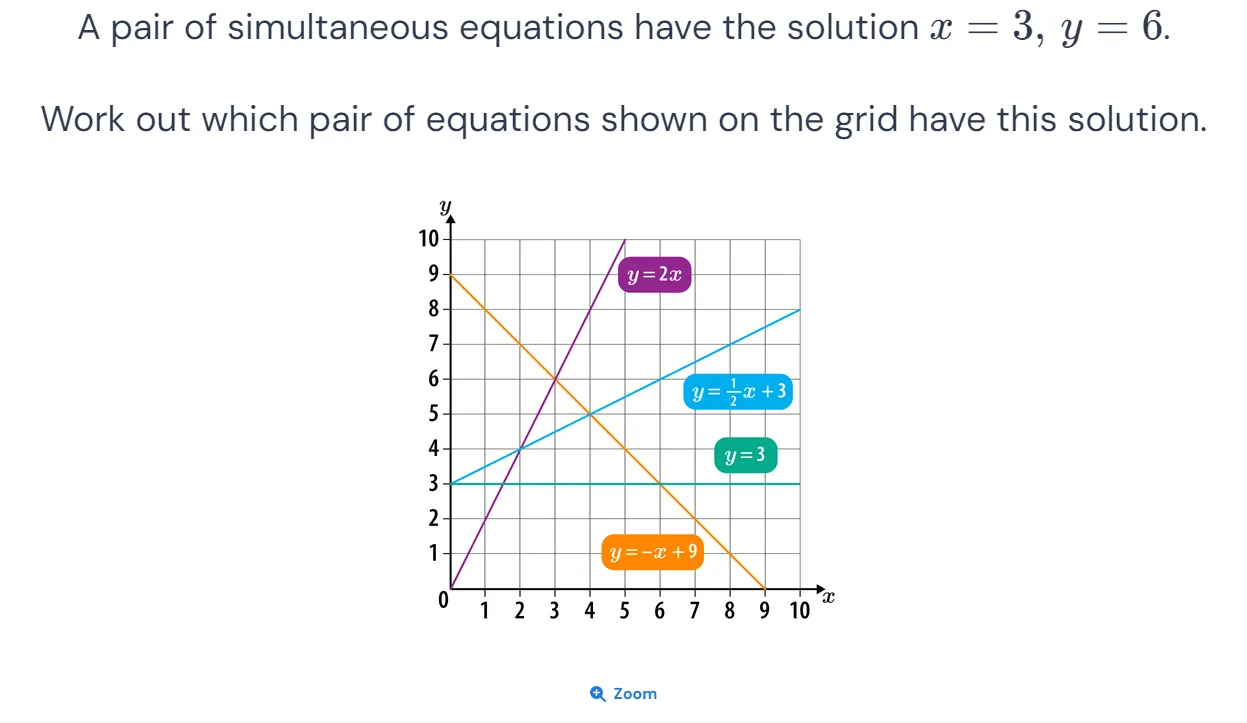 A pair of simultaneous equations have the solution x = 3, y = 6.
Work out which pair of equations shown on the grid have this solution.
y
10
9
8
7
6
5
4
3
2
1
0
y = 2x
y = 1/2 x + 3
y = 3
y = −x + 9
1 2 3 4 5 6 7 8 9 10 x
Zoom